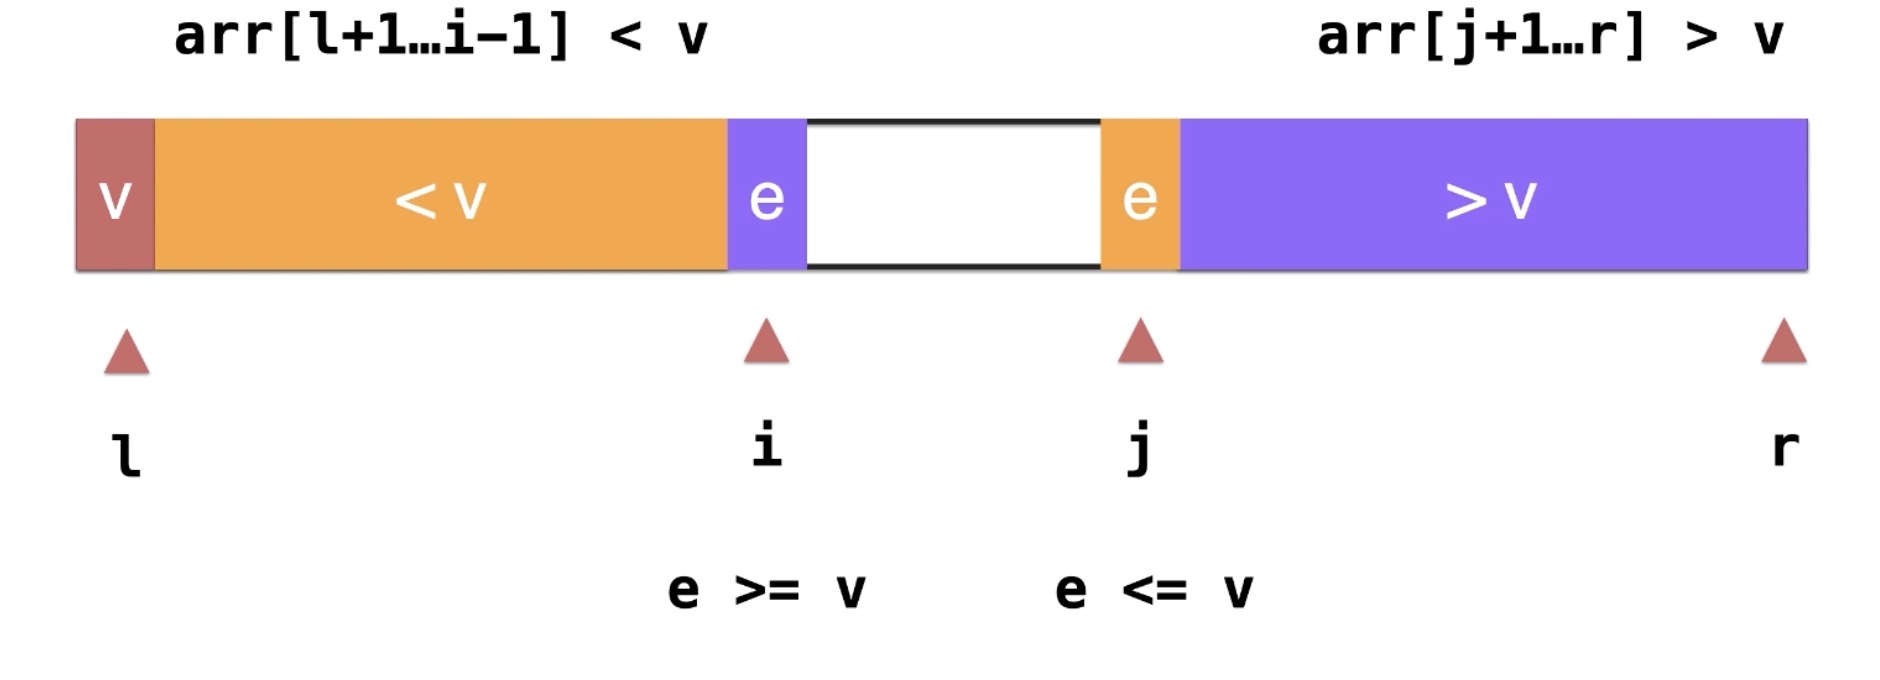 arr[l+1…i−1] < v arr[j+1…r] > v
v < v e e > v
l i j r
e >= v e <= v